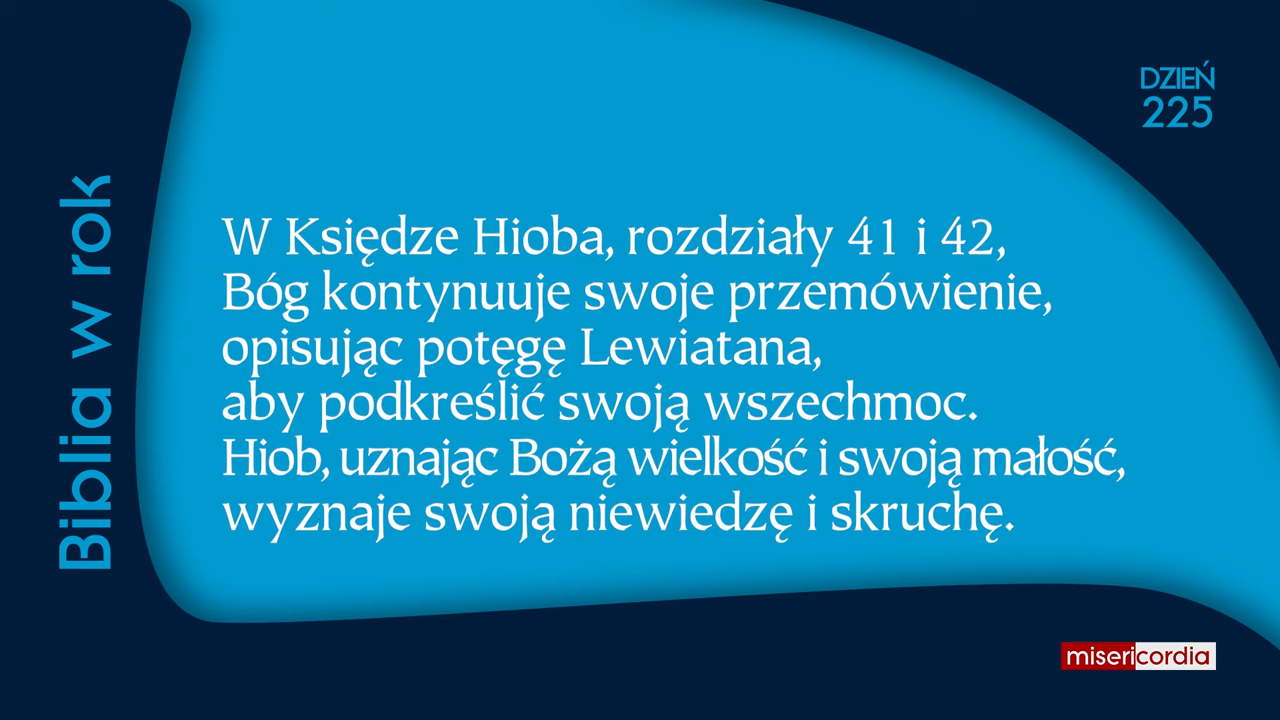 DZIEŃ
225
Biblia w rok
W Księdze Hioba, rozdziały 41 i 42,
Bóg kontynuuje swoje przemówienie,
opisując potęgę Lewiatana,
aby podkreślić swoją wszechmoc.
Hiob, uznając Bożą wielkość i swoją małość,
wyznaje swoją niewiedzę i skruchę.
misericordia